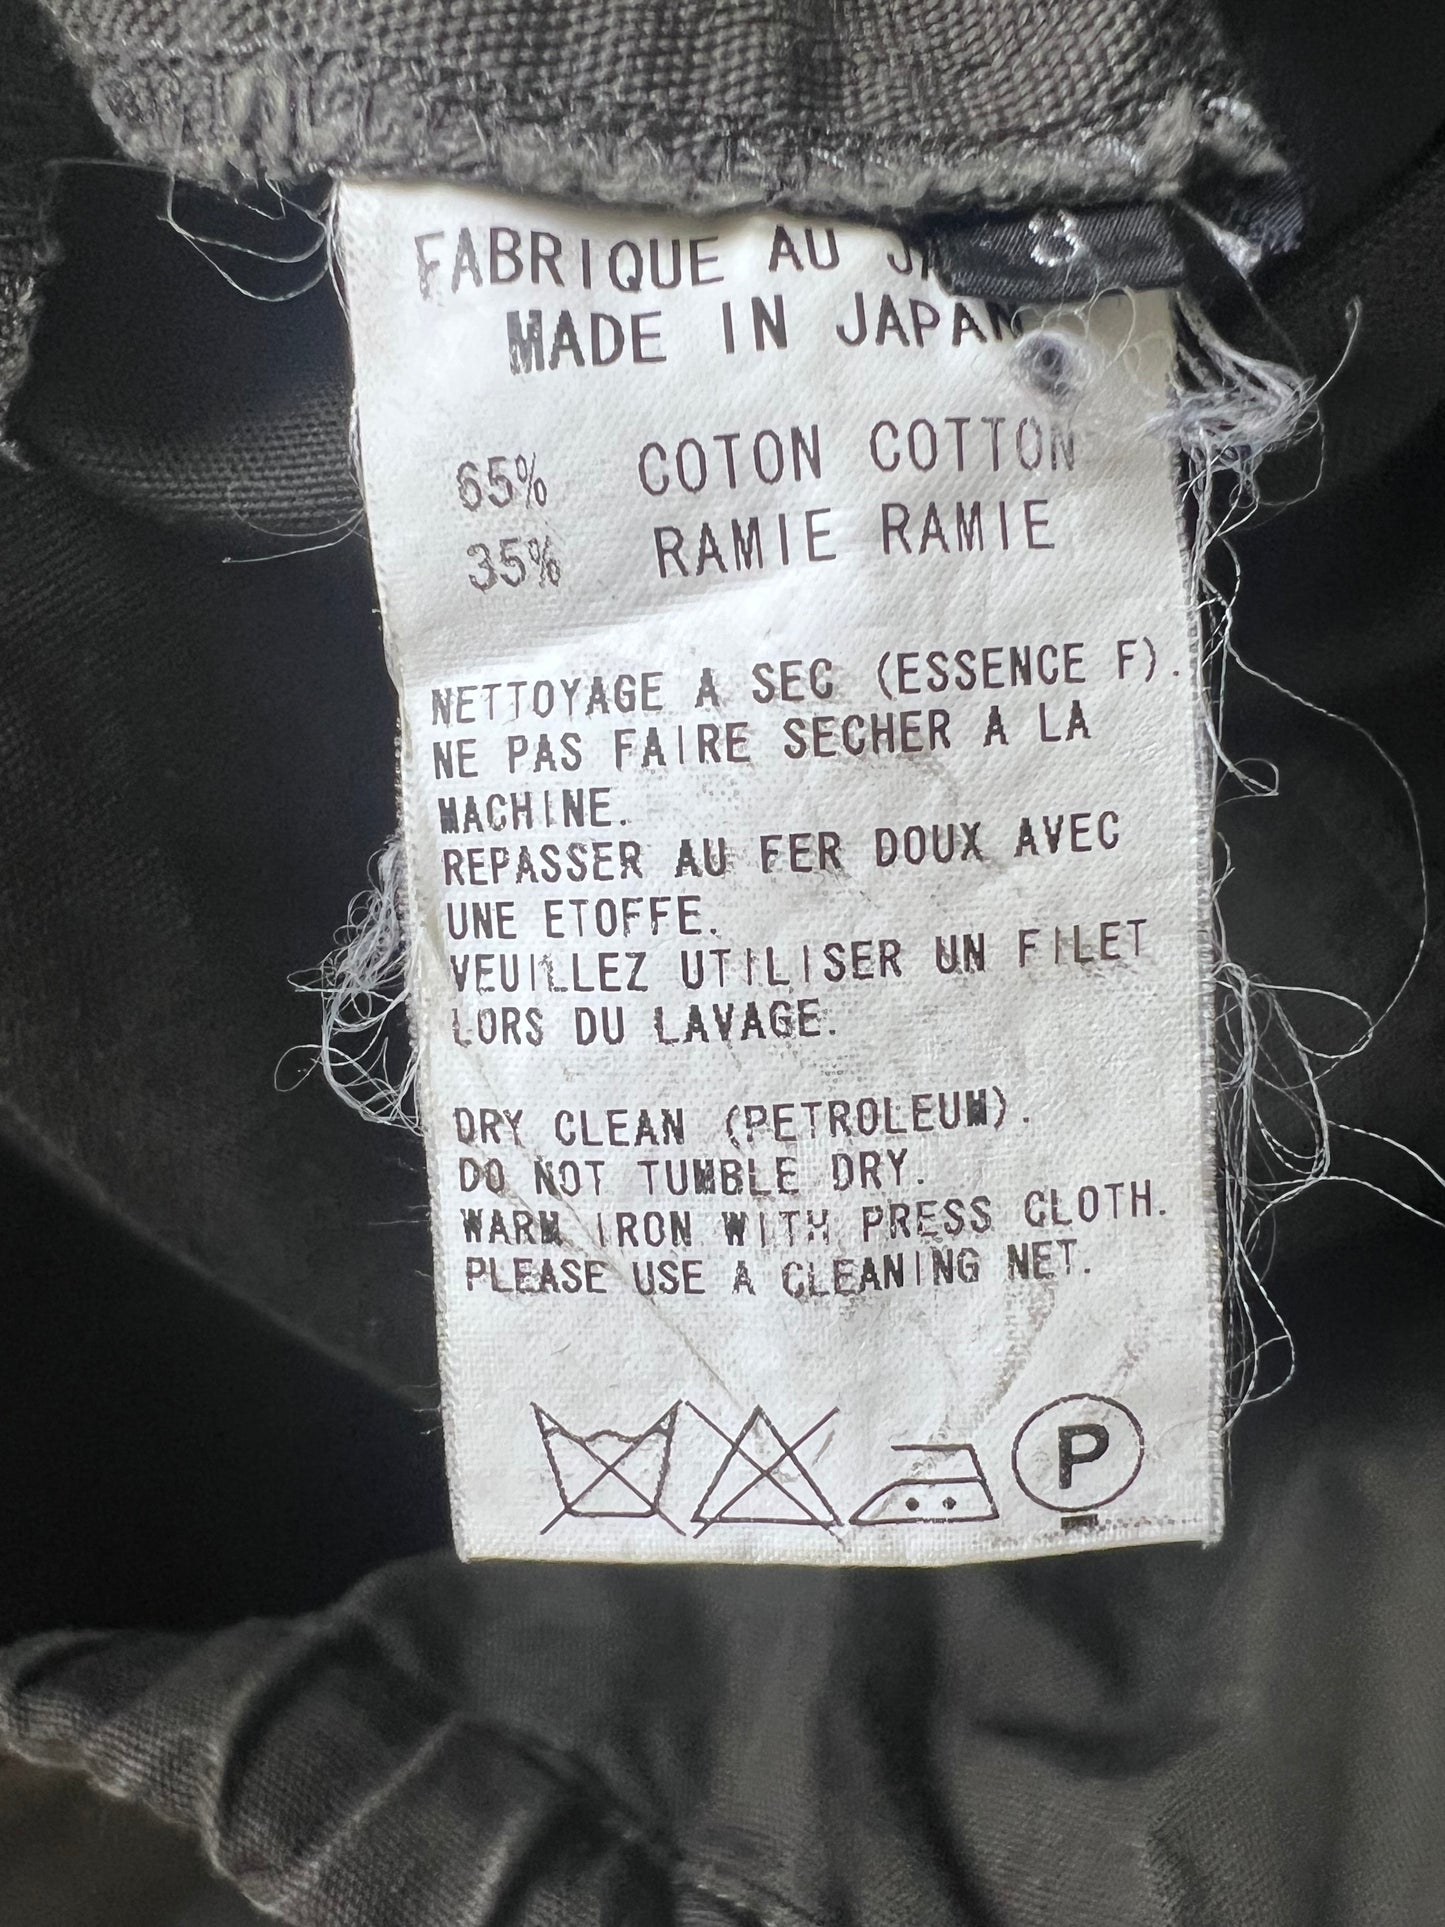 FABRIQUE AU
MADE IN JAPAN
3
65% COTON COTTON
35% RAMIE RAMIE
NETTOYAGE A SEC (ESSENCE F).
NE PAS FAIRE SECHER A LA
MACHINE.
REPASSER AU FER DOUX AVEC
UNE ETOFFE.
VEUILLEZ UTILISER UN FILET
LORS DU LAVAGE.
DRY CLEAN (PETROLEUM).
DO NOT TUMBLE DRY.
WARM IRON WITH PRESS CLOTH.
PLEASE USE A CLEANING NET.
P